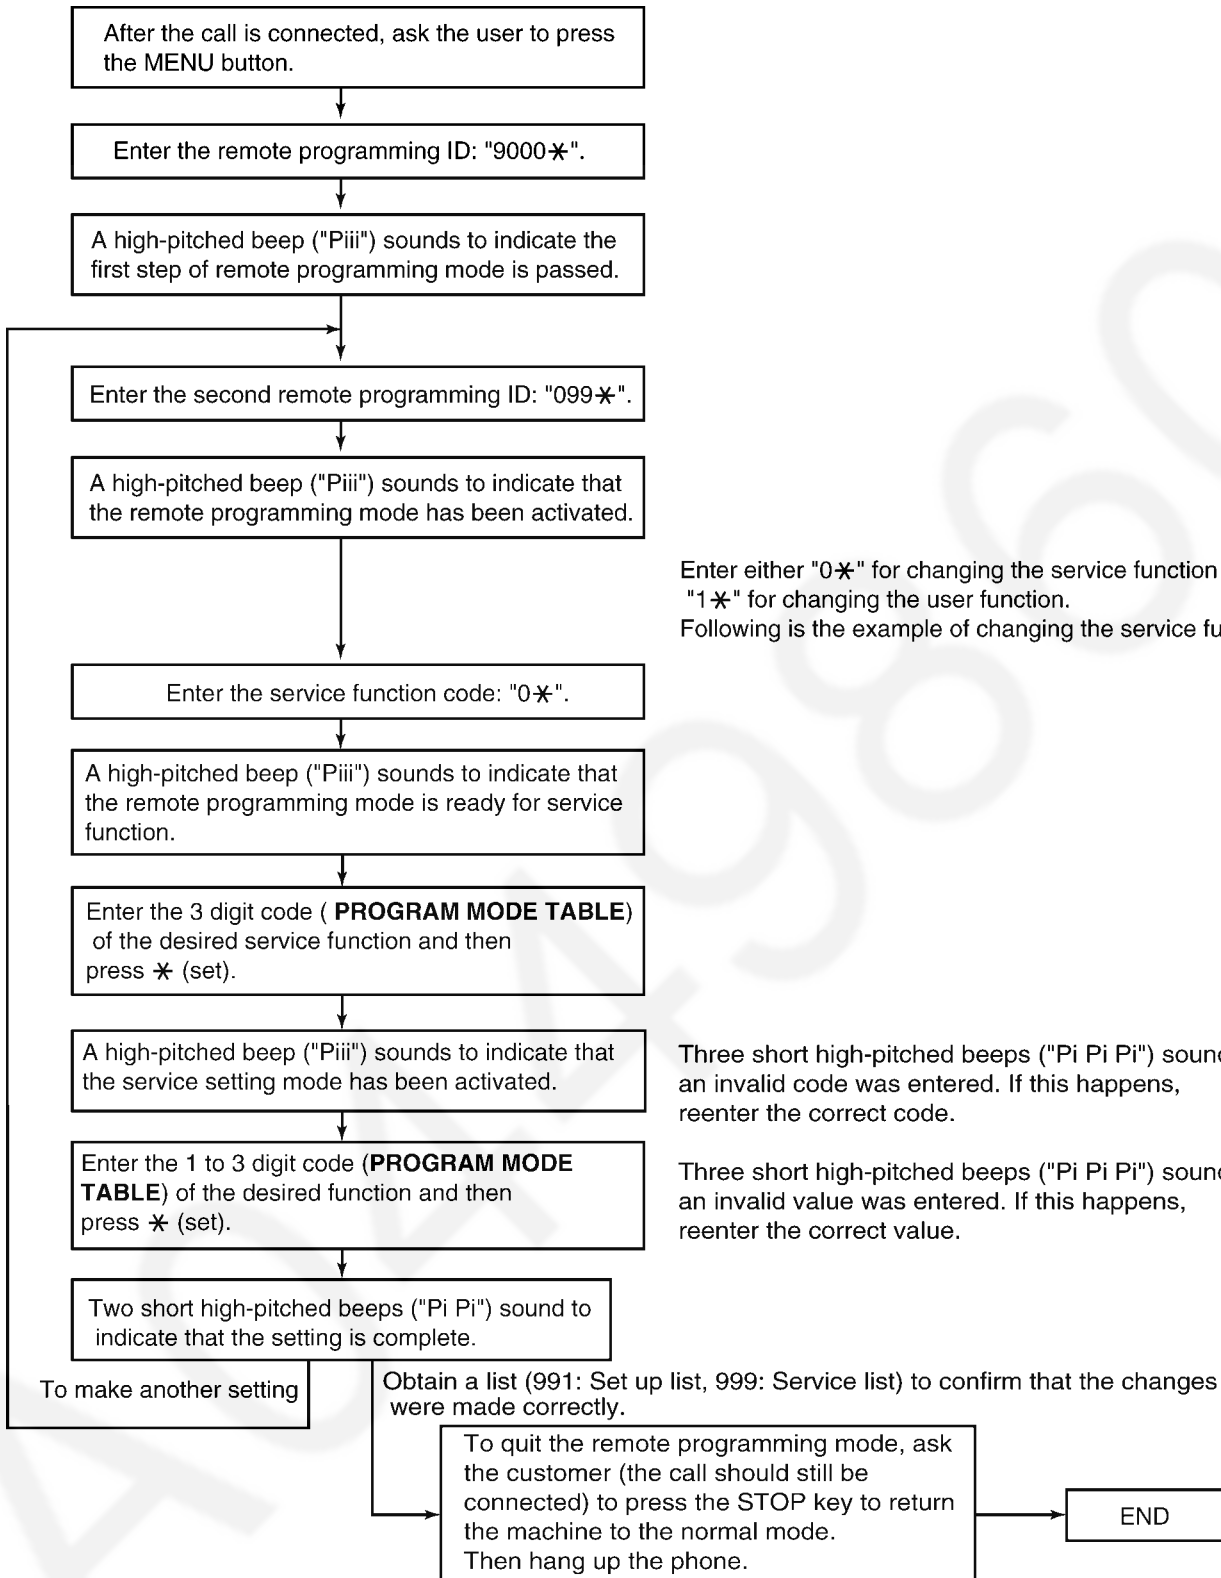 After the call is connected, ask the user to press
the MENU button.
Enter the remote programming ID: "9000*".
A high-pitched beep ("Piii") sounds to indicate the
first step of remote programming mode is passed.
Enter the second remote programming ID: "099*".
A high-pitched beep ("Piii") sounds to indicate that
the remote programming mode has been activated.
Enter either "0*" for changing the service function
"1*" for changing the user function.
Following is the example of changing the service fu
Enter the service function code: "0*".
A high-pitched beep ("Piii") sounds to indicate that
the remote programming mode is ready for service
function.
Enter the 3 digit code ( PROGRAM MODE TABLE)
of the desired service function and then
press * (set).
A high-pitched beep ("Piii") sounds to indicate that
the service setting mode has been activated.
Three short high-pitched beeps ("Pi Pi Pi") soun
an invalid code was entered. If this happens,
reenter the correct code.
Enter the 1 to 3 digit code (PROGRAM MODE
TABLE) of the desired function and then
press * (set).
Three short high-pitched beeps ("Pi Pi Pi") soun
an invalid value was entered. If this happens,
reenter the correct value.
Two short high-pitched beeps ("Pi Pi") sound to
indicate that the setting is complete.
To make another setting
Obtain a list (991: Set up list, 999: Service list) to confirm that the changes
were made correctly.
To quit the remote programming mode, ask
the customer (the call should still be
connected) to press the STOP key to return
the machine to the normal mode.
Then hang up the phone.
END